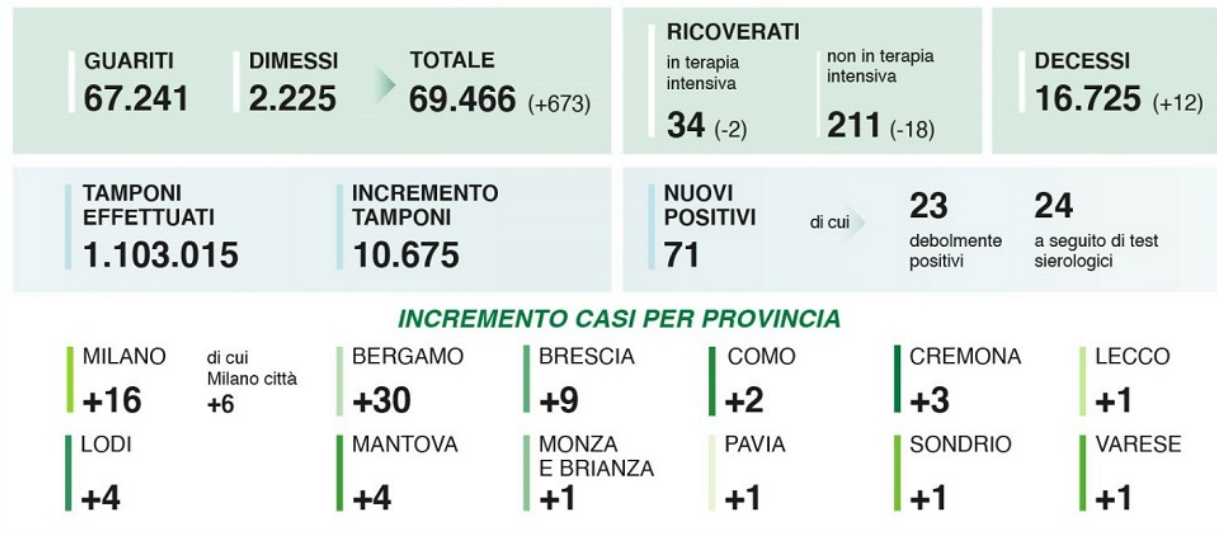 GUARITI
67.241
DIMESSI
2.225
TOTALE
69.466 (+673)
RICOVERATI
in terapia
intensiva
34 (-2)
non in terapia
intensiva
211 (-18)
DECESSI
16.725 (+12)
TAMPONI
EFFETTUATI
1.103.015
INCREMENTO
TAMPONI
10.675
NUOVI
POSITIVI
71
di cui
23
debolmente
positivi
24
a seguito di test
sierologici
INCREMENTO CASI PER PROVINCIA
MILANO
+16
di cui
Milano città
+6
BERGAMO
+30
BRESCIA
+9
COMO
+2
CREMONA
+3
LECCO
+1
LODI
+4
MANTOVA
+4
MONZA
E BRIANZA
+1
PAVIA
+1
SONDRIO
+1
VARESE
+1